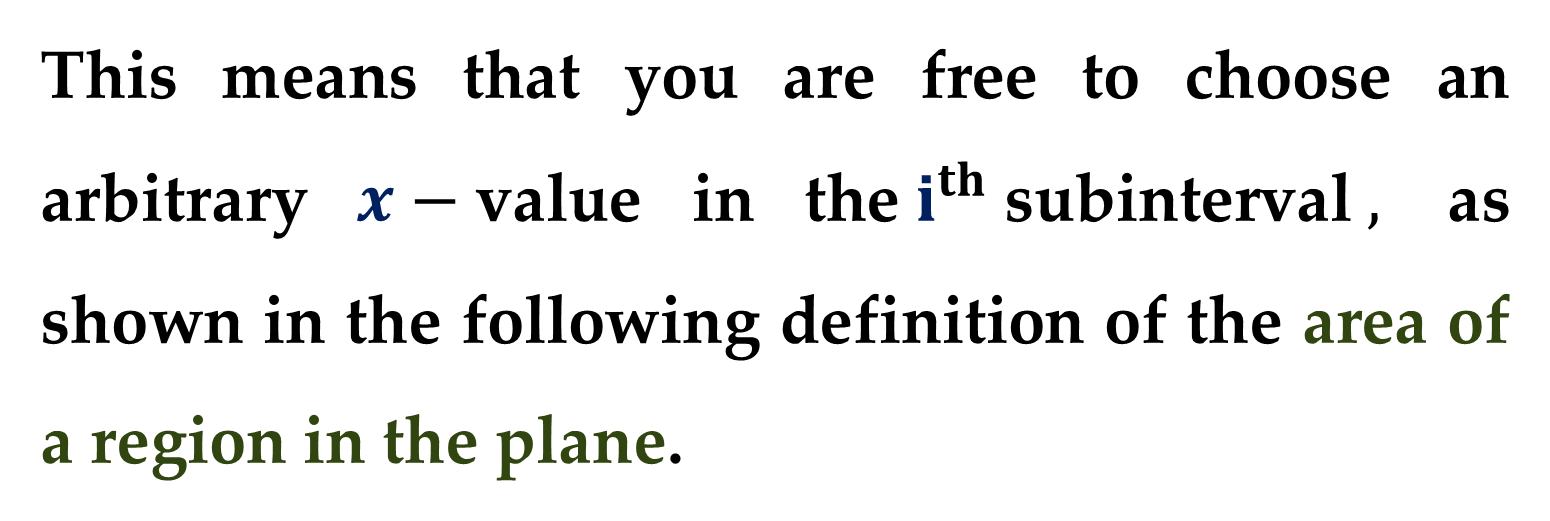 This means that you are free to choose an
arbitrary x – value in the iᵗʰ subinterval , as
shown in the following definition of the area of
a region in the plane.